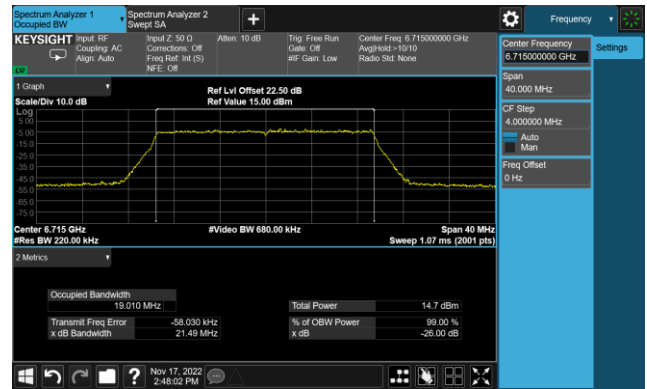 Spectrum Analyzer 1
Occupied BW
Spectrum Analyzer 2
Swept SA
Frequency
KEYSIGHT
Input: RF
Coupling: AC
Align: Auto
Input Z: 50 Ω
Corrections: Off
Freq Ref: Int (S)
NFE: Off
Atten: 10 dB
Trig: Free Run
Gate: Off
#IF Gain: Low
Center Freq: 6.715000000 GHz
Avg|Hold:>10/10
Radio Std: None
Center Frequency
6.715000000 GHz
Settings
Span
40.000 MHz
CF Step
4.000000 MHz
Auto
Man
Freq Offset
0 Hz
1 Graph
Ref Lvl Offset 22.50 dB
Scale/Div 10.0 dB
Ref Value 15.00 dBm
Log
5.00
-5.00
-15.0
-25.0
-35.0
-45.0
-55.0
-65.0
-75.0
Center 6.715 GHz
#Video BW 680.00 kHz
Span 40 MHz
#Res BW 220.00 kHz
Sweep 1.07 ms (2001 pts)
2 Metrics
Occupied Bandwidth
19.010 MHz
Total Power
14.7 dBm
Transmit Freq Error
-58.030 kHz
% of OBW Power
99.00 %
x dB Bandwidth
21.49 MHz
x dB
-26.00 dB
Nov 17, 2022
2:48:02 PM